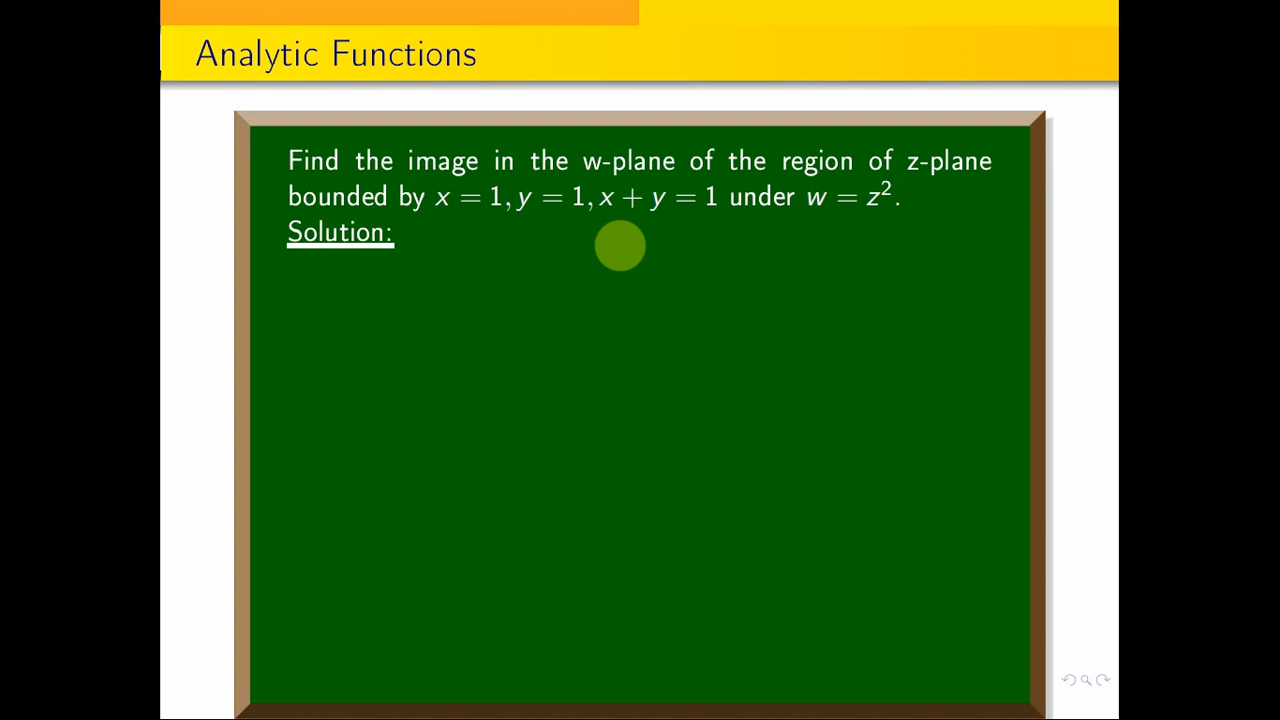 Analytic Functions
Find the image in the w-plane of the region of z-plane
bounded by x = 1, y = 1, x + y = 1 under w = z².
Solution: